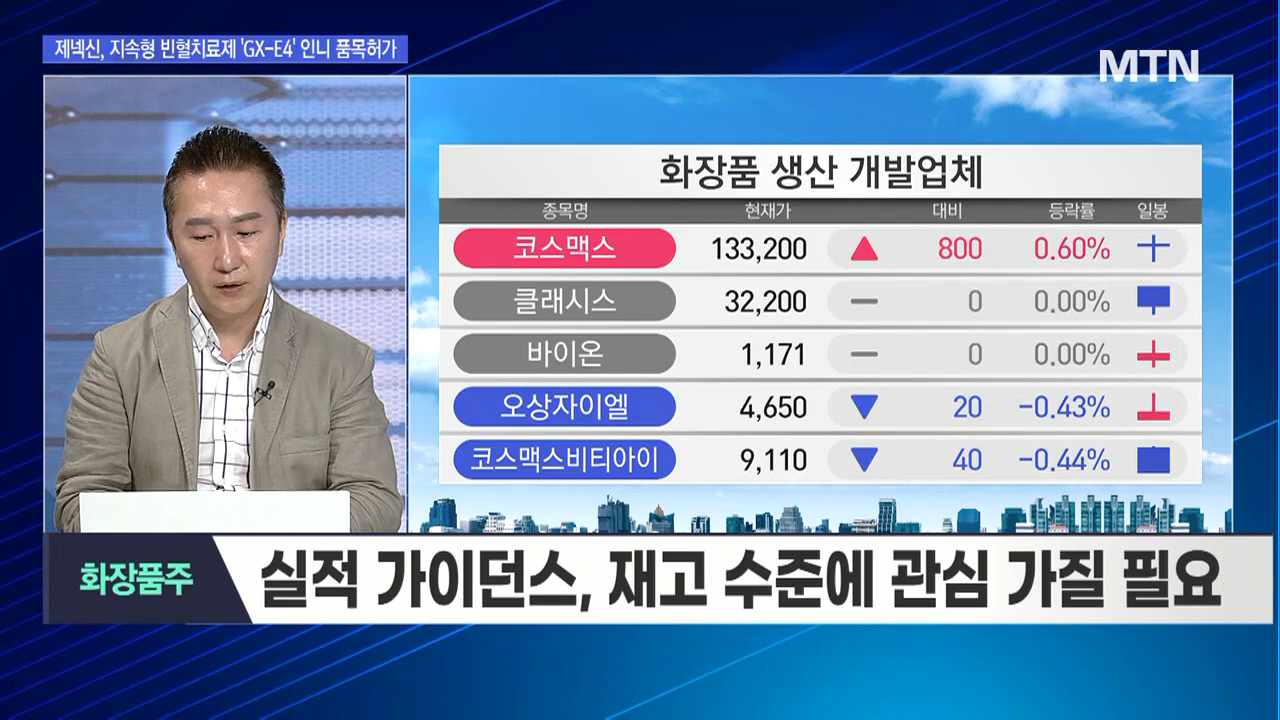 제넥신, 지속형 빈혈치료제 'GX-E4' 인니 품목허가
MTN
화장품 생산 개발업체
종목명 현재가 대비 등락률 일봉
코스맥스 133,200 ▲ 800 0.60%
클래시스 32,200 － 0 0.00%
바이온 1,171 － 0 0.00%
오상자이엘 4,650 ▼ 20 -0.43%
코스맥스비티아이 9,110 ▼ 40 -0.44%
화장품주
실적 가이던스, 재고 수준에 관심 가질 필요